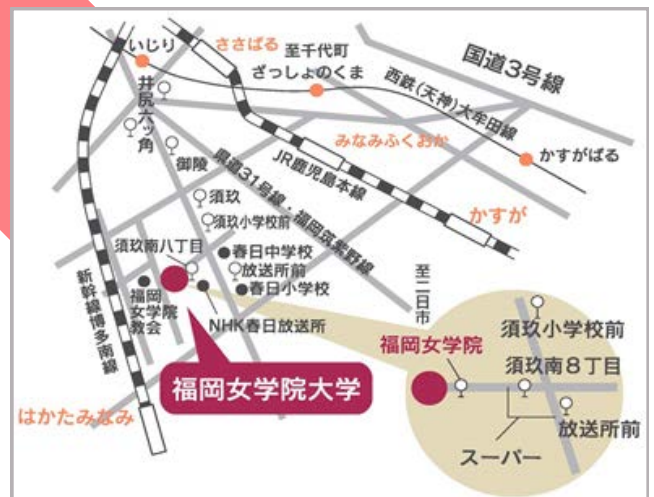 いじり
ささばる
至千代町
ざっしょのくま
国道3号線
西鉄(天神)大牟田線
井尻六ッ角
御陵
みなみふくおか
かすがばる
県道31号線・福岡筑紫野線
JR鹿児島本線
須玖
須玖小学校前
かすが
須玖南八丁目
春日中学校
放送所前
春日小学校
福岡
女学院
教会
NHK春日放送所
新幹線博多南線
至二日市
福岡女学院大学
はかたみなみ
須玖小学校前
福岡女学院
須玖南8丁目
放送所前
スーパー